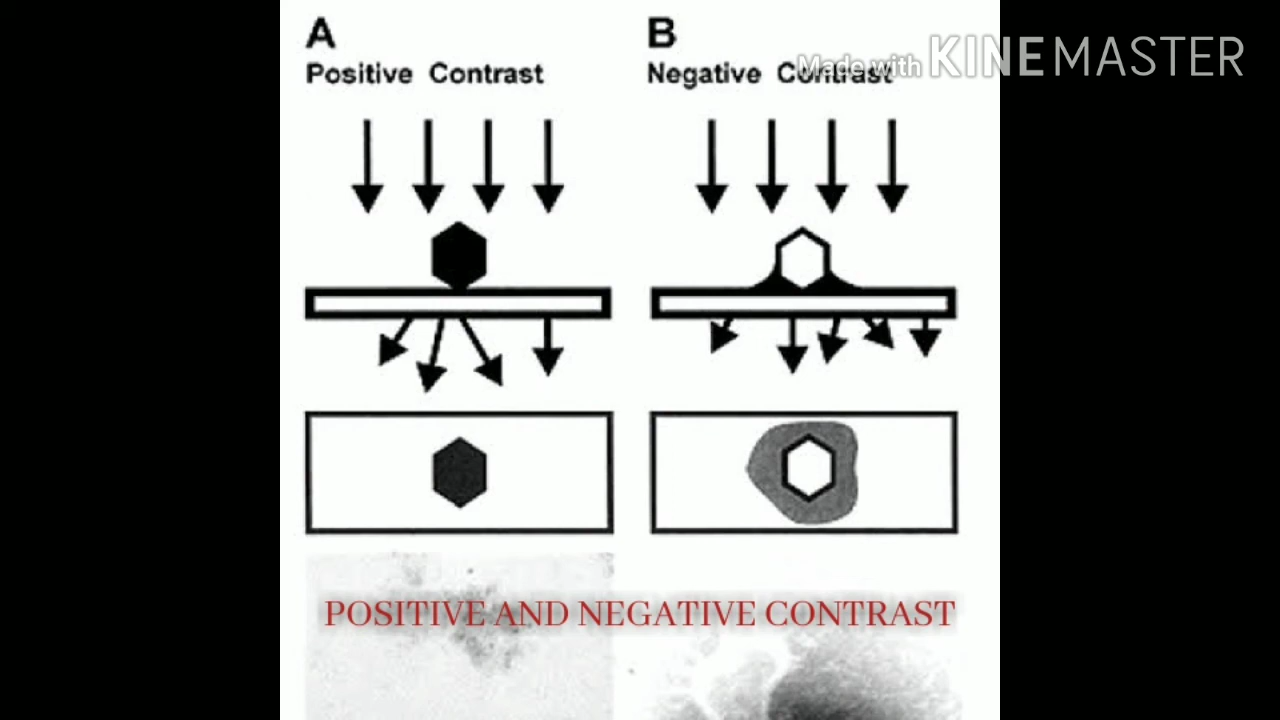 A
Positive Contrast
B
Negative Contrast
Made with KINEMASTER
POSITIVE AND NEGATIVE CONTRAST